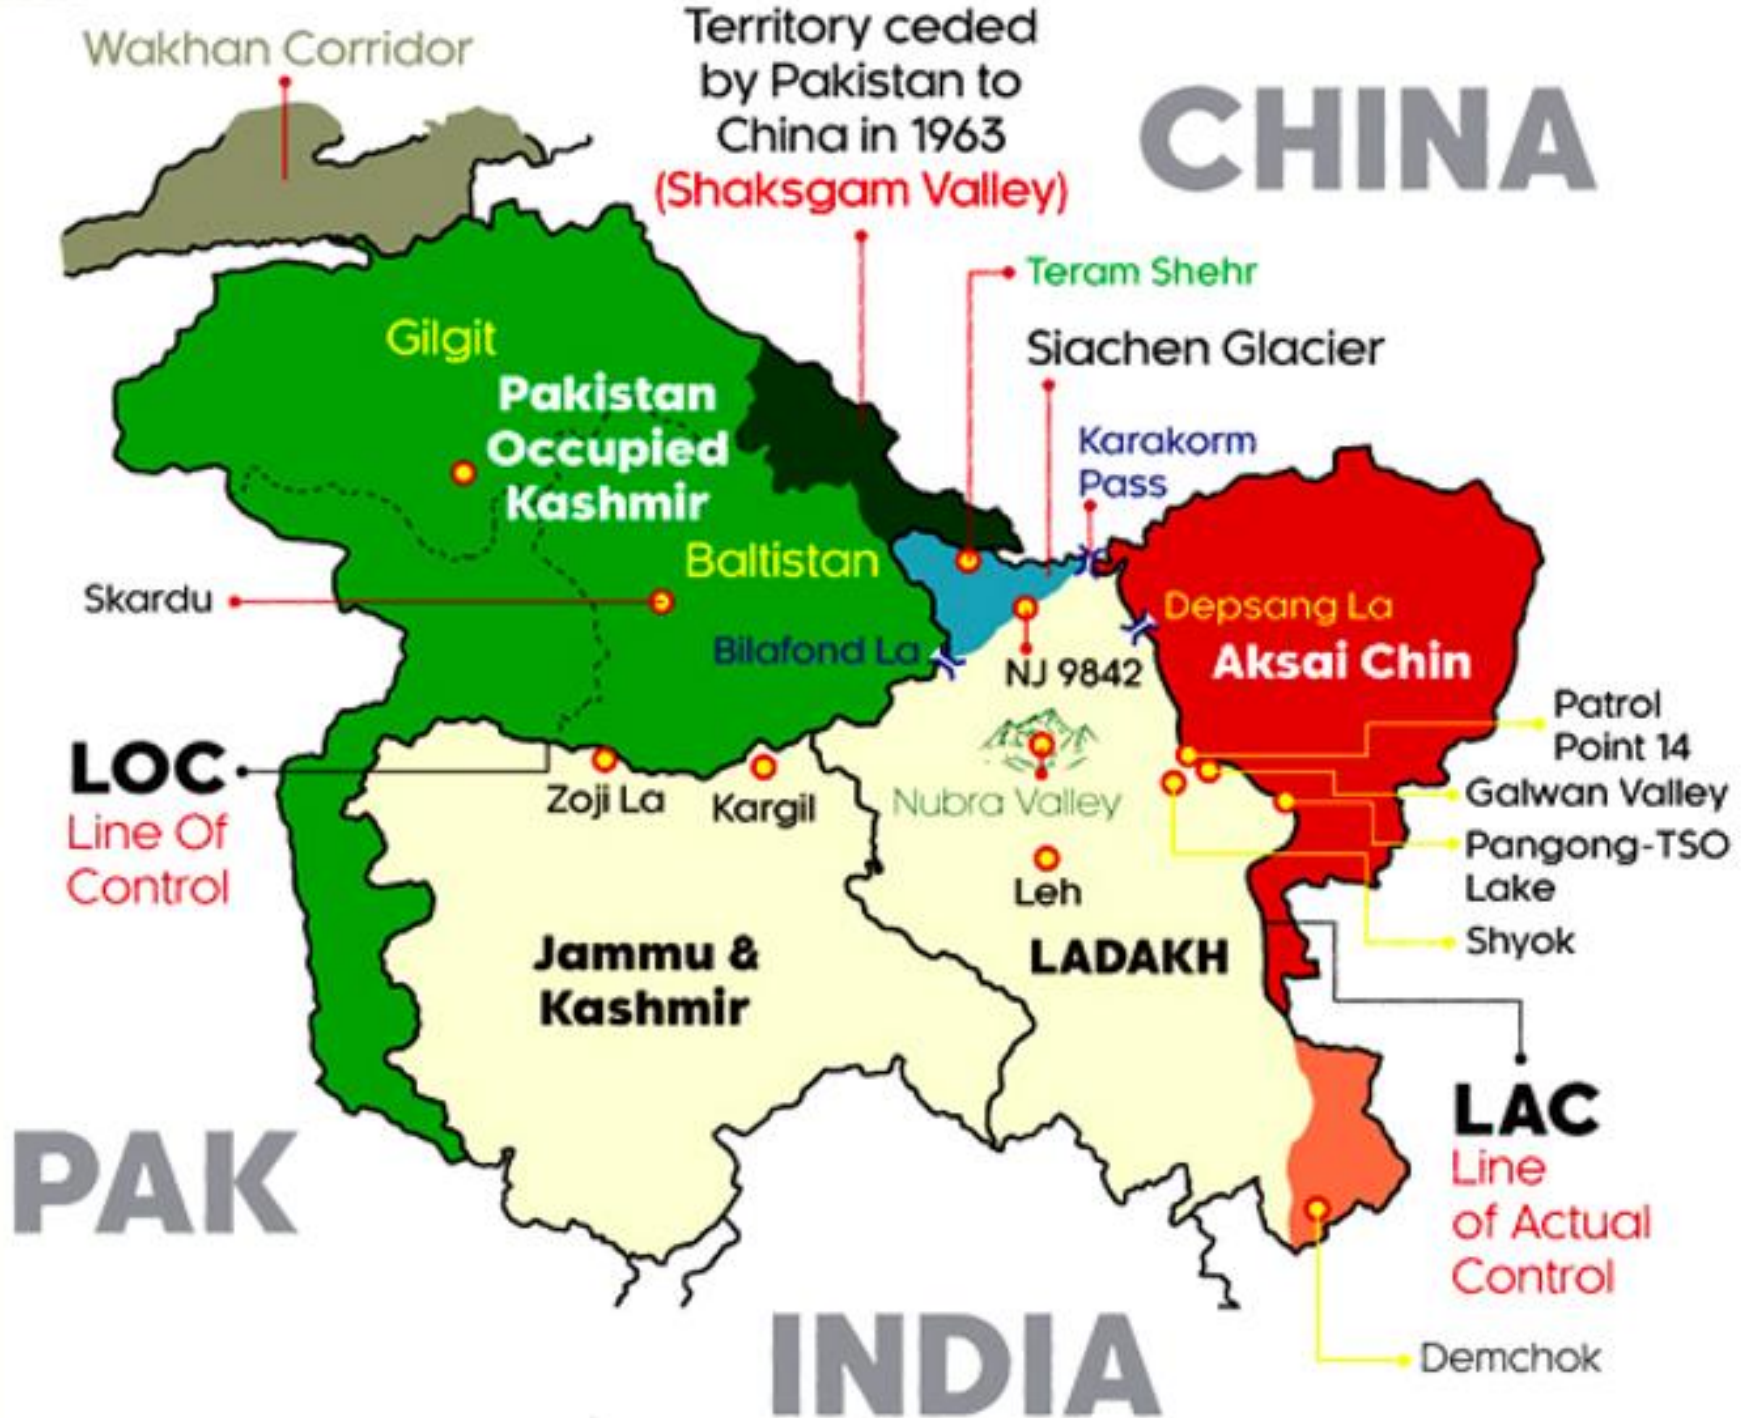 Wakhan Corridor
Territory ceded
by Pakistan to
China in 1963
(Shaksgam Valley)
CHINA
Teram Shehr
Siachen Glacier
Gilgit
Pakistan
Occupied
Kashmir
Karakorm
Pass
Baltistan
Skardu
Depsang La
Bilafond La
NJ 9842
Aksai Chin
Patrol
Point 14
LOC
Line Of
Control
Zoji La
Kargil
Nubra Valley
Galwan Valley
Pangong-TSO
Lake
Leh
Shyok
Jammu &
Kashmir
LADAKH
LAC
Line
of Actual
Control
PAK
INDIA
Demchok